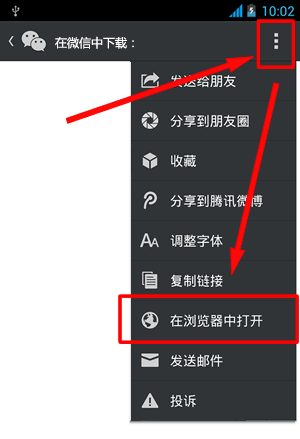 10:02
在微信中下载：
发送给朋友
分享到朋友圈
收藏
分享到腾讯微博
AA 调整字体
复制链接
在浏览器中打开
发送邮件
投诉